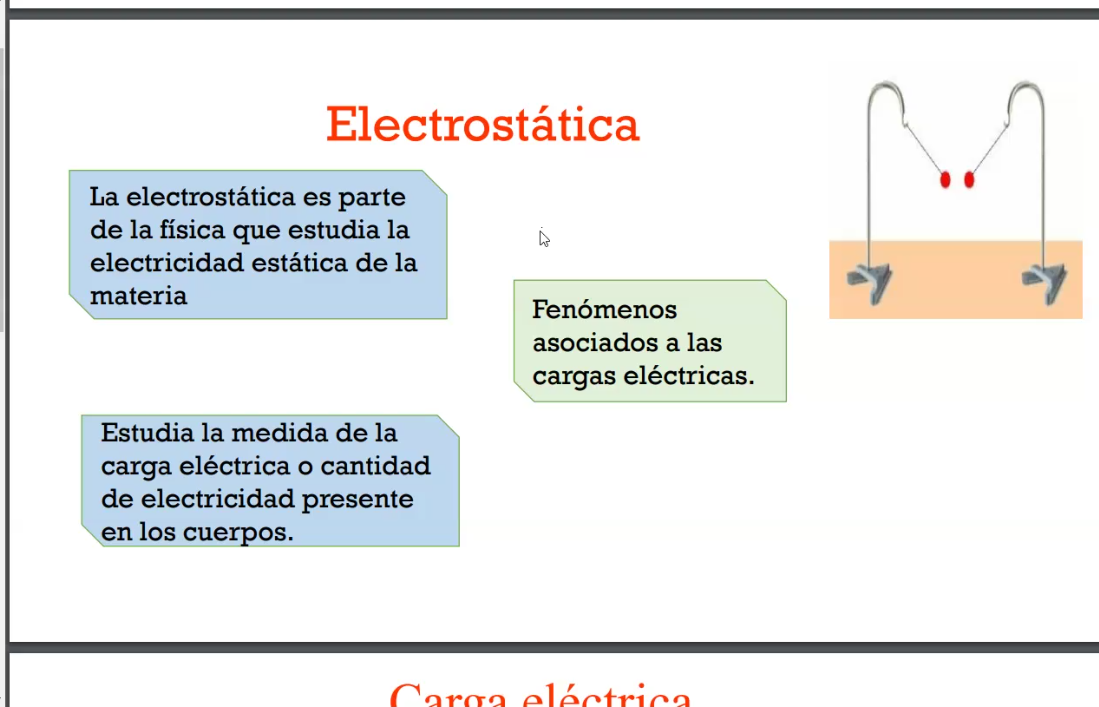 Electrostática
La electrostática es parte
de la física que estudia la
electricidad estática de la
materia
Fenómenos
asociados a las
cargas eléctricas.
Estudia la medida de la
carga eléctrica o cantidad
de electricidad presente
en los cuerpos.
Carga eléctrica